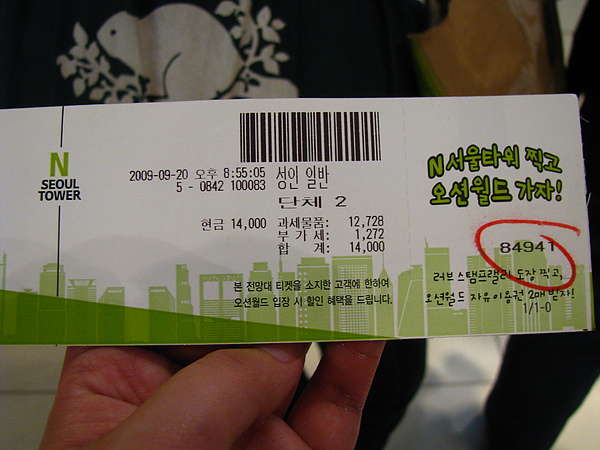 N
SEOUL
TOWER
2009-09-20 오후 8:55:05 성인 일반
5 - 0842 100083
단체 2
현금 14,000 과세물품: 12,728
부 가 세: 1,272
합 계: 14,000
본 전망대 티켓을 소지한 고객에 한하여
오션월드 입장 시 할인 혜택을 드립니다.
N서울타워 찍고
오션월드 가자!
84941
러브스탬프랠리 도장 찍고,
오션월드 자유이용권 2매 받자!
1/1-0